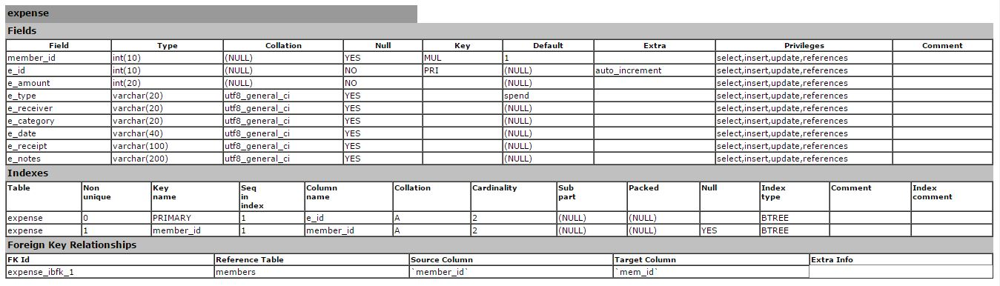 expense
Fields
Field Type Collation Null Key Default Extra Privileges Comment
member_id int(10) (NULL) YES MUL 1 select,insert,update,references
e_id int(10) (NULL) NO PRI (NULL) auto_increment select,insert,update,references
e_amount int(20) (NULL) NO select,insert,update,references
e_type varchar(20) utf8_general_ci YES spend select,insert,update,references
e_receiver varchar(20) utf8_general_ci YES (NULL) select,insert,update,references
e_category varchar(20) utf8_general_ci YES (NULL) select,insert,update,references
e_date varchar(40) utf8_general_ci YES (NULL) select,insert,update,references
e_receipt varchar(100) utf8_general_ci YES (NULL) select,insert,update,references
e_notes varchar(200) utf8_general_ci YES (NULL) select,insert,update,references
Indexes
Table Non unique Key name Seq in index Column name Collation Cardinality Sub part Packed Null Index type Comment Index comment
expense 0 PRIMARY 1 e_id A 2 (NULL) (NULL) BTREE
expense 1 member_id 1 member_id A 2 (NULL) (NULL) YES BTREE
Foreign Key Relationships
FK Id Reference Table Source Column Target Column Extra Info
expense_ibfk_1 members `member_id` `mem_id`